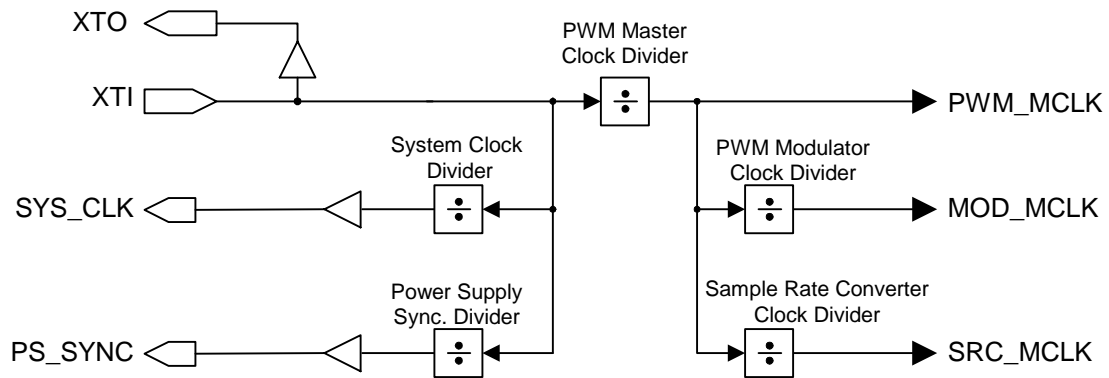 XTO
PWM Master
Clock Divider
XTI
÷
PWM_MCLK
System Clock
Divider
PWM Modulator
Clock Divider
SYS_CLK
÷
÷
MOD_MCLK
Power Supply
Sync. Divider
Sample Rate Converter
Clock Divider
PS_SYNC
÷
÷
SRC_MCLK